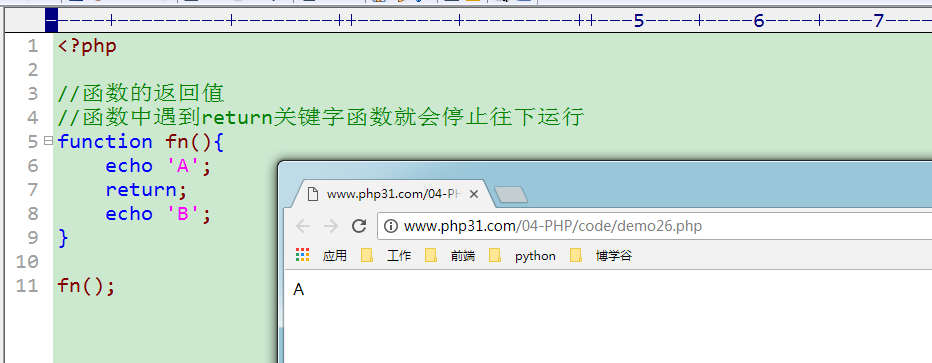 5 6 7
1 <?php
2
3 //函数的返回值
4 //函数中遇到return关键字函数就会停止往下运行
5 function fn(){
6 echo 'A';
7 return;
8 echo 'B';
9 }
10
11 fn();
www.php31.com/04-PH
www.php31.com/04-PHP/code/demo26.php
应用 工作 前端 python 博学谷
A